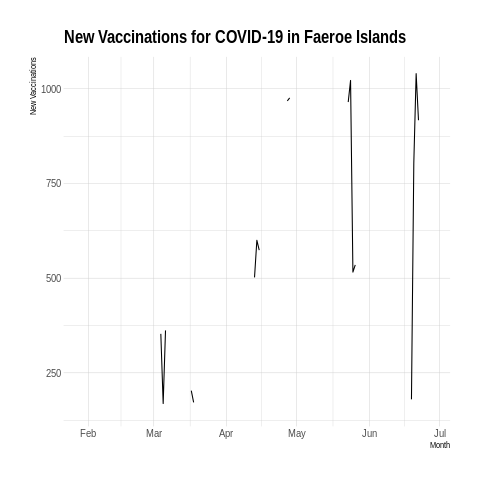 New Vaccinations for COVID-19 in Faeroe Islands
New Vaccinations
1000
750
500
250
Feb Mar Apr May Jun Jul
Month